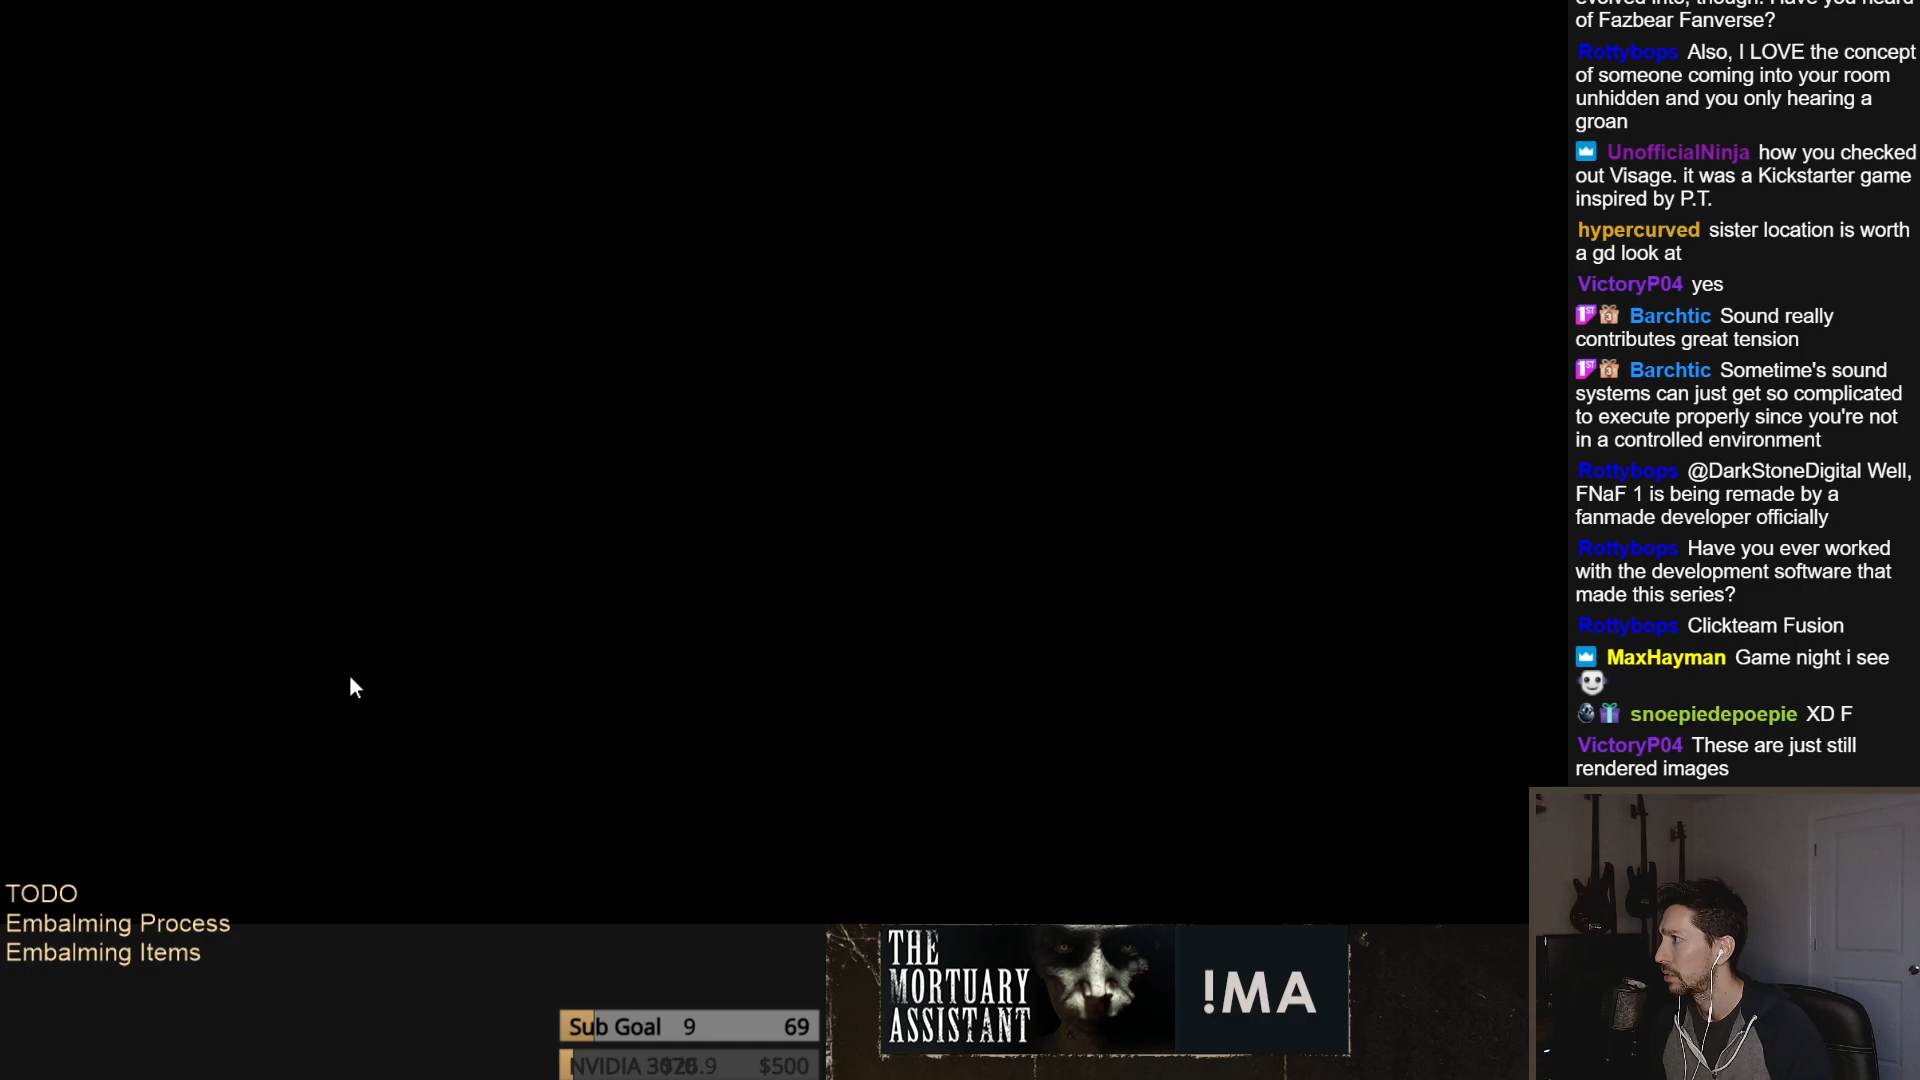 of Fazbear Fanverse?
Rottybops Also, I LOVE the concept
of someone coming into your room
unhidden and you only hearing a
groan
UnofficialNinja how you checked
out Visage. it was a Kickstarter game
inspired by P.T.
hypercurved sister location is worth
a gd look at
VictoryP04 yes
Barchtic Sound really
contributes great tension
Barchtic Sometime's sound
systems can just get so complicated
to execute properly since you're not
in a controlled environment
Rottybops @DarkStoneDigital Well,
FNaF 1 is being remade by a
fanmade developer officially
Rottybops Have you ever worked
with the development software that
made this series?
Rottybops Clickteam Fusion
MaxHayman Game night i see
snoepiedepoepie XD F
VictoryP04 These are just still
rendered images
TODO
Embalming Process
Embalming Items
THE
MORTUARY
ASSISTANT
!MA
Sub Goal 9 69
NVIDIA $500